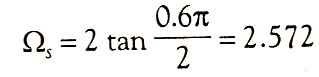 Ωₛ = 2 tan 0.6π/2 = 2.572